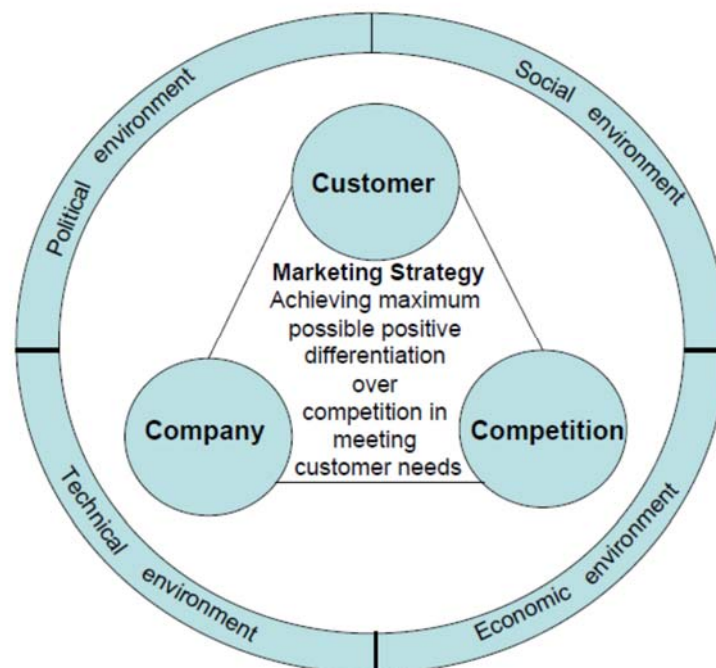 Political environment
Social environment
Customer
Marketing Strategy
Achieving maximum
possible positive
differentiation
over
competition in
meeting
customer needs
Company
Competition
Technical environment
Economic environment